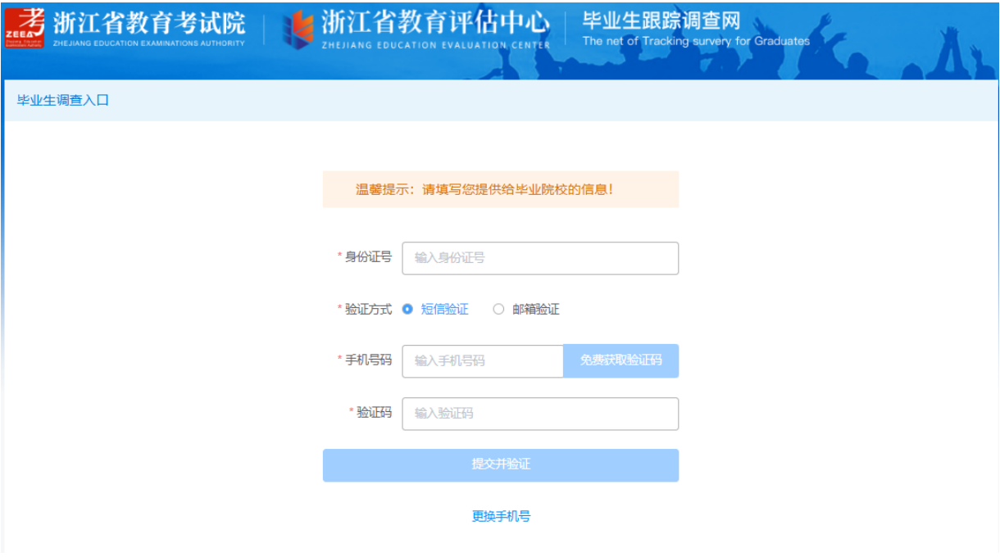 考 浙江省教育考试院 浙江省教育评估中心 毕业生跟踪调查网
ZEEA ZHEJIANG EDUCATION EXAMINATIONS AUTHORITY ZHEJIANG EDUCATION EVALUATION CENTER The net of Tracking survery for Graduates
毕业生调查入口
温馨提示：请填写您提供给毕业院校的信息！
* 身份证号 输入身份证号
* 验证方式 短信验证 邮箱验证
* 手机号码 输入手机号码 免费获取验证码
* 验证码 输入验证码
提交并验证
更换手机号